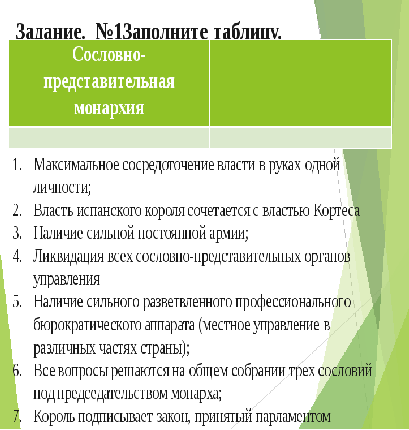 Задание. №1Заполните таблицу.
Сословно-
представительная
монархия
1. Максимальное сосредоточение власти в руках одной
личности;
2. Власть испанского короля сочетается с властью Кортеса
3. Наличие сильной постоянной армии;
4. Ликвидация всех сословно-представительных органов
управления
5. Наличие сильного разветвленного профессионального
бюрократического аппарата (местное управление в
различных частях страны);
6. Все вопросы решаются на общем собрании трех сословий
под председательством монарха;
7. Король подписывает закон, принятый парламентом